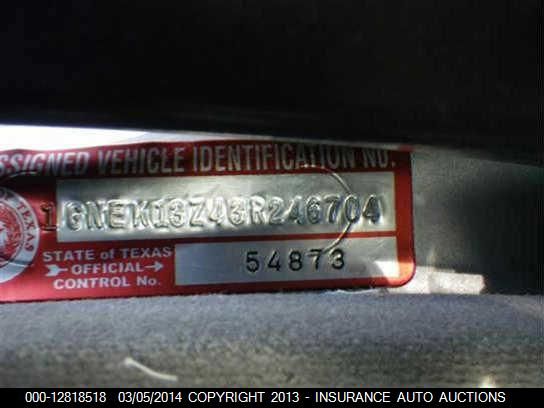 ASSIGNED VEHICLE IDENTIFICATION NO.
1GNEK13Z43R246704
TEXAS
STATE of TEXAS
OFFICIAL
CONTROL No.
54873
000-12818518 03/05/2014 COPYRIGHT 2013 - INSURANCE AUTO AUCTIONS